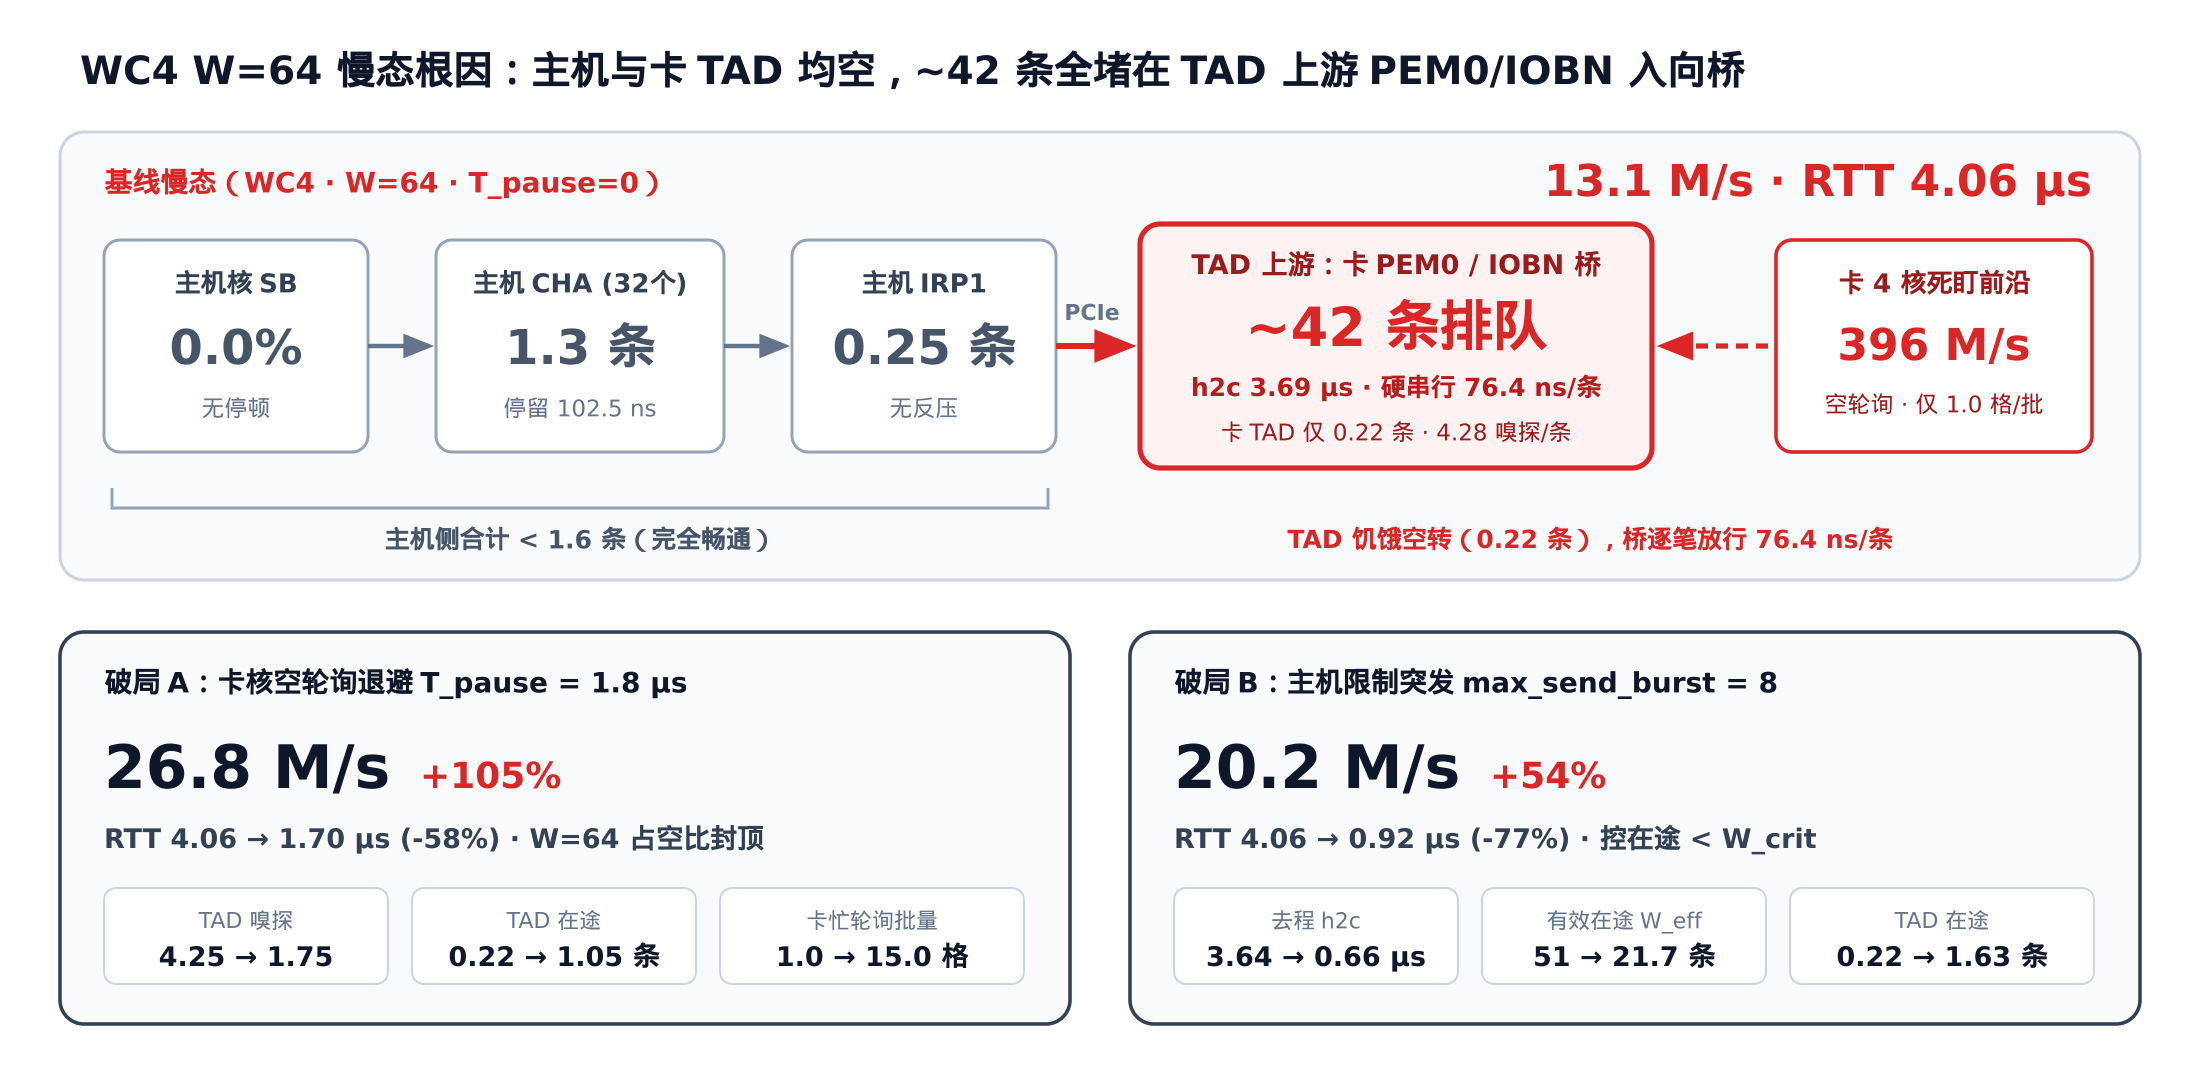 WC4 W=64 慢态根因：主机与卡 TAD 均空，~42 条全堵在 TAD 上游 PEM0/IOBN 入向桥
基线慢态（WC4 · W=64 · T_pause=0）
13.1 M/s · RTT 4.06 µs
主机核 SB
0.0%
无停顿
主机 CHA (32个)
1.3 条
停留 102.5 ns
主机 IRP1
0.25 条
无反压
PCIe
TAD 上游：卡 PEM0 / IOBN 桥
~42 条排队
h2c 3.69 µs · 硬串行 76.4 ns/条
卡 TAD 仅 0.22 条 · 4.28 嗅探/条
卡 4 核死盯前沿
396 M/s
空轮询 · 仅 1.0 格/批
主机侧合计 < 1.6 条（完全畅通）
TAD 饥饿空转（0.22 条），桥逐笔放行 76.4 ns/条
破局 A：卡核空轮询退避 T_pause = 1.8 µs
26.8 M/s +105%
RTT 4.06 → 1.70 µs (-58%) · W=64 占空比封顶
TAD 嗅探
4.25 → 1.75
TAD 在途
0.22 → 1.05 条
卡忙轮询批量
1.0 → 15.0 格
破局 B：主机限制突发 max_send_burst = 8
20.2 M/s +54%
RTT 4.06 → 0.92 µs (-77%) · 控在途 < W_crit
去程 h2c
3.64 → 0.66 µs
有效在途 W_eff
51 → 21.7 条
TAD 在途
0.22 → 1.63 条